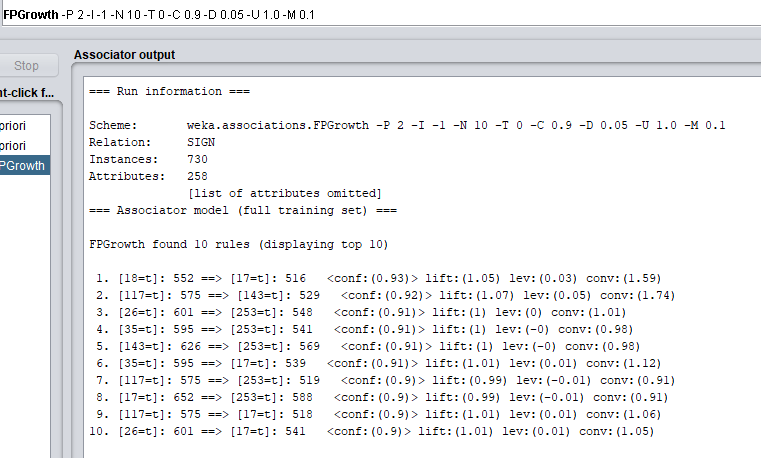 FPGrowth -P 2 -I -1 -N 10 -T 0 -C 0.9 -D 0.05 -U 1.0 -M 0.1
Associator output
Stop
nt-click f...
priori
priori
PGrowth
=== Run information ===
Scheme: weka.associations.FPGrowth -P 2 -I -1 -N 10 -T 0 -C 0.9 -D 0.05 -U 1.0 -M 0.1
Relation: SIGN
Instances: 730
Attributes: 258
[list of attributes omitted]
=== Associator model (full training set) ===
FPGrowth found 10 rules (displaying top 10)
1. [18=t]: 552 ==> [17=t]: 516 <conf:(0.93)> lift:(1.05) lev:(0.03) conv:(1.59)
2. [117=t]: 575 ==> [143=t]: 529 <conf:(0.92)> lift:(1.07) lev:(0.05) conv:(1.74)
3. [26=t]: 601 ==> [253=t]: 548 <conf:(0.91)> lift:(1) lev:(0) conv:(1.01)
4. [35=t]: 595 ==> [253=t]: 541 <conf:(0.91)> lift:(1) lev:(-0) conv:(0.98)
5. [143=t]: 626 ==> [253=t]: 569 <conf:(0.91)> lift:(1) lev:(-0) conv:(0.98)
6. [35=t]: 595 ==> [17=t]: 539 <conf:(0.91)> lift:(1.01) lev:(0.01) conv:(1.12)
7. [117=t]: 575 ==> [253=t]: 519 <conf:(0.9)> lift:(0.99) lev:(-0.01) conv:(0.91)
8. [17=t]: 652 ==> [253=t]: 588 <conf:(0.9)> lift:(0.99) lev:(-0.01) conv:(0.91)
9. [117=t]: 575 ==> [17=t]: 518 <conf:(0.9)> lift:(1.01) lev:(0.01) conv:(1.06)
10. [26=t]: 601 ==> [17=t]: 541 <conf:(0.9)> lift:(1.01) lev:(0.01) conv:(1.05)